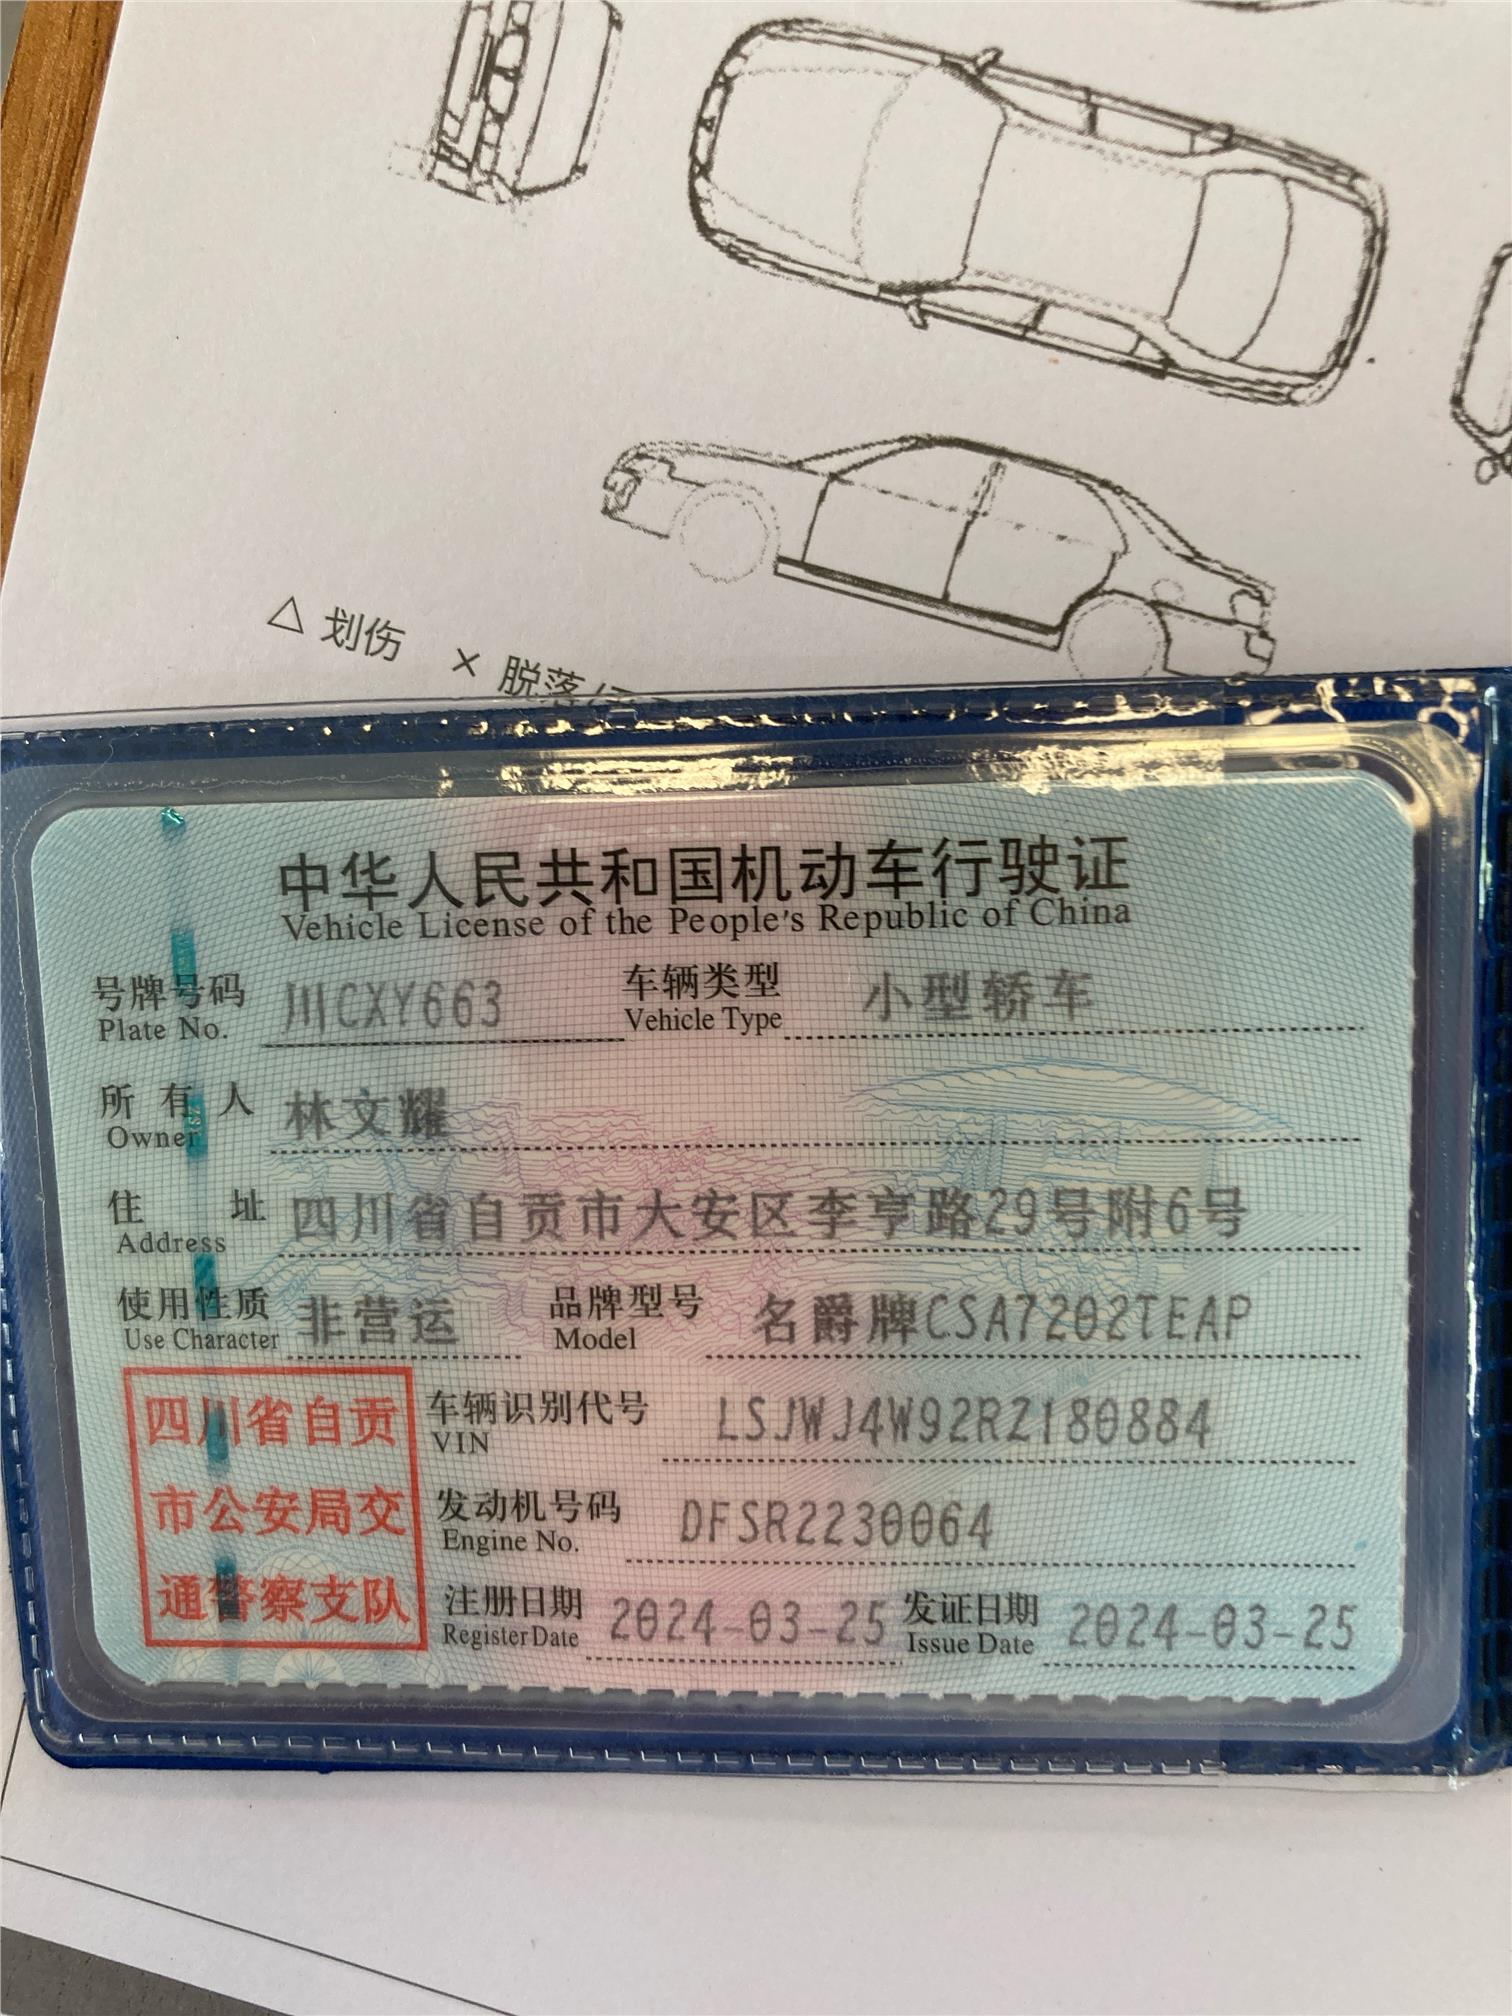 △ 划伤 × 脱落
中华人民共和国机动车行驶证
Vehicle License of the People's Republic of China
号牌号码 川CXY663 车辆类型 小型轿车
Plate No. Vehicle Type
所有人 林文耀
Owner
住址 四川省自贡市大安区李亨路29号附6号
Address
使用性质 非营运 品牌型号 名爵牌CSA7202TEAP
Use Character Model
四川省自贡
市公安局交
通警察支队
车辆识别代号 LSJWJ4W92RZ180884
VIN
发动机号码 DFSR2230064
Engine No.
注册日期 2024-03-25 发证日期 2024-03-25
Register Date Issue Date